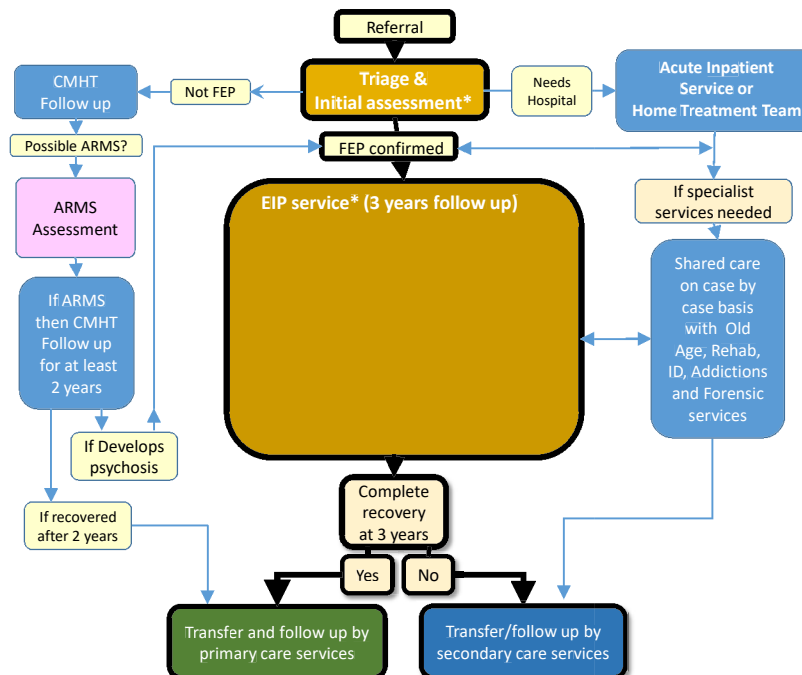 Referral
CMHT
Follow up
Not FEP
Triage &
Initial assessment*
Needs
Hospital
Acute Inpatient
Service or
Home Treatment Team
Possible ARMS?
FEP confirmed
ARMS
Assessment
EIP service* (3 years follow up)
If specialist
services needed
If ARMS
then CMHT
Follow up
for at least
2 years
Shared care
on case by
case basis
with Old
Age, Rehab,
ID, Addictions
and Forensic
services
If Develops
psychosis
If recovered
after 2 years
Complete
recovery
at 3 years
Yes
No
Transfer and follow up by
primary care services
Transfer/follow up by
secondary care services